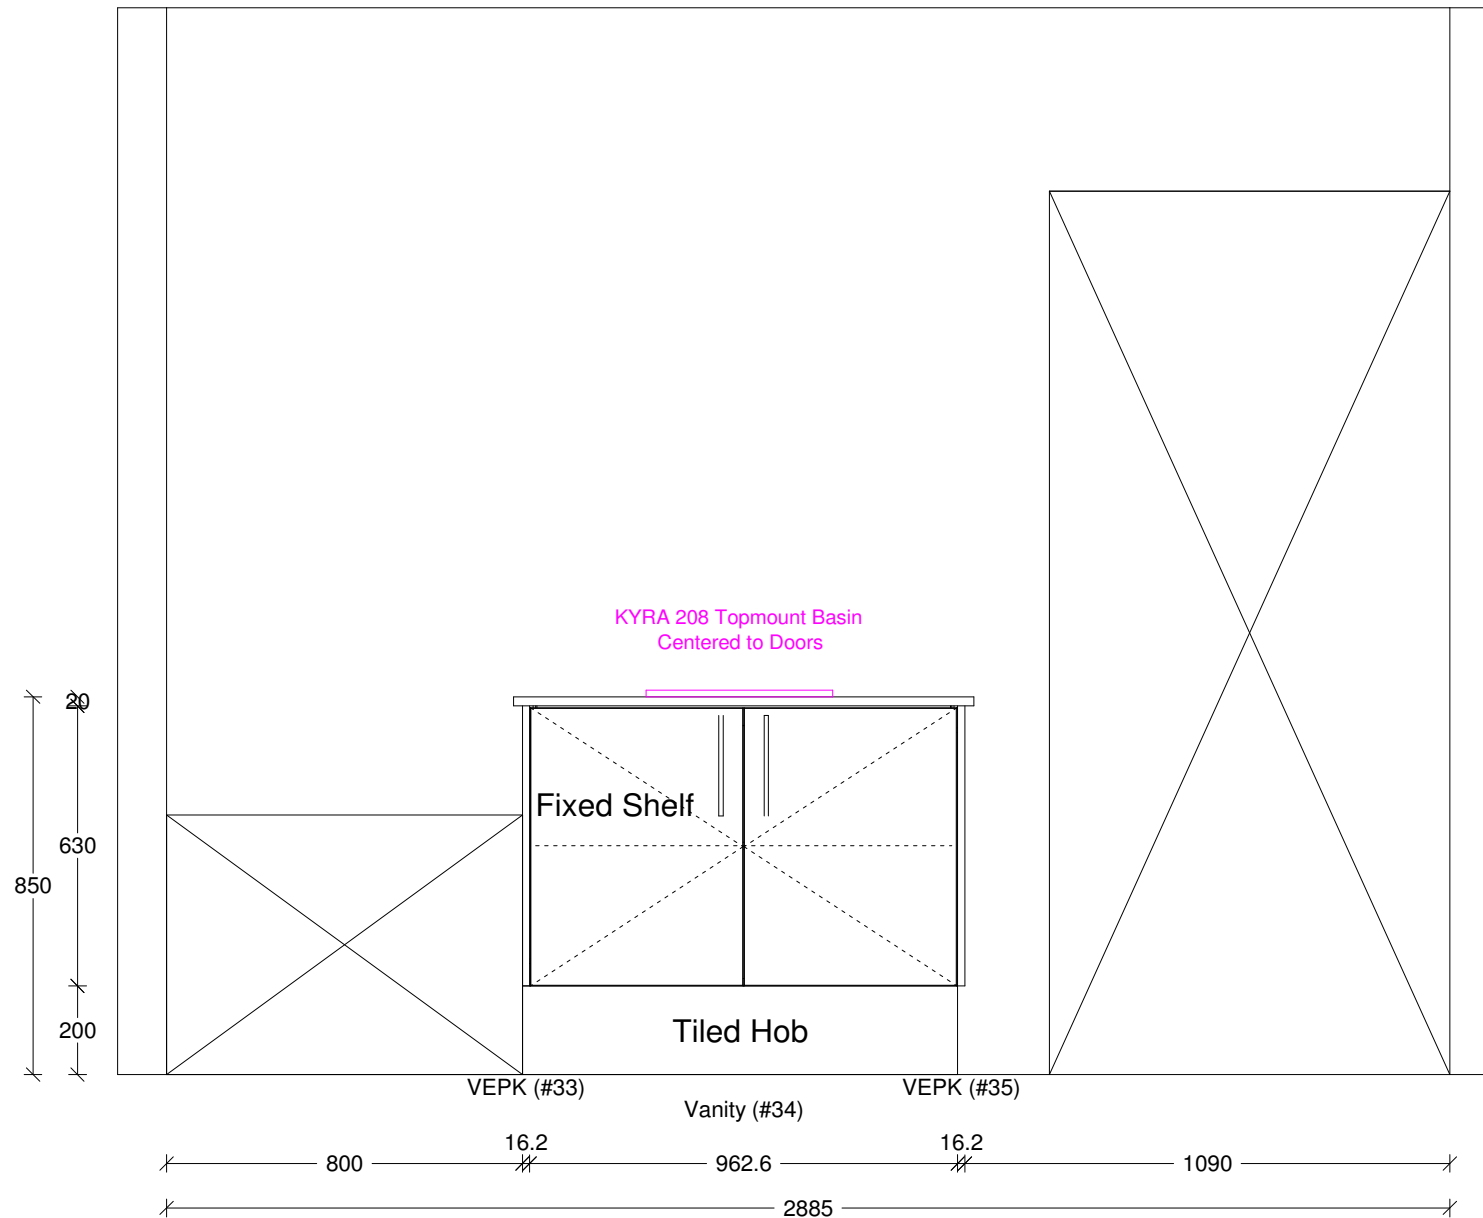 KYRA 208 Topmount Basin
Centered to Doors
20
Fixed Shelf
630
850
200
Tiled Hob
VEPK (#33)
VEPK (#35)
Vanity (#34)
16.2
16.2
800
962.6
1090
2885